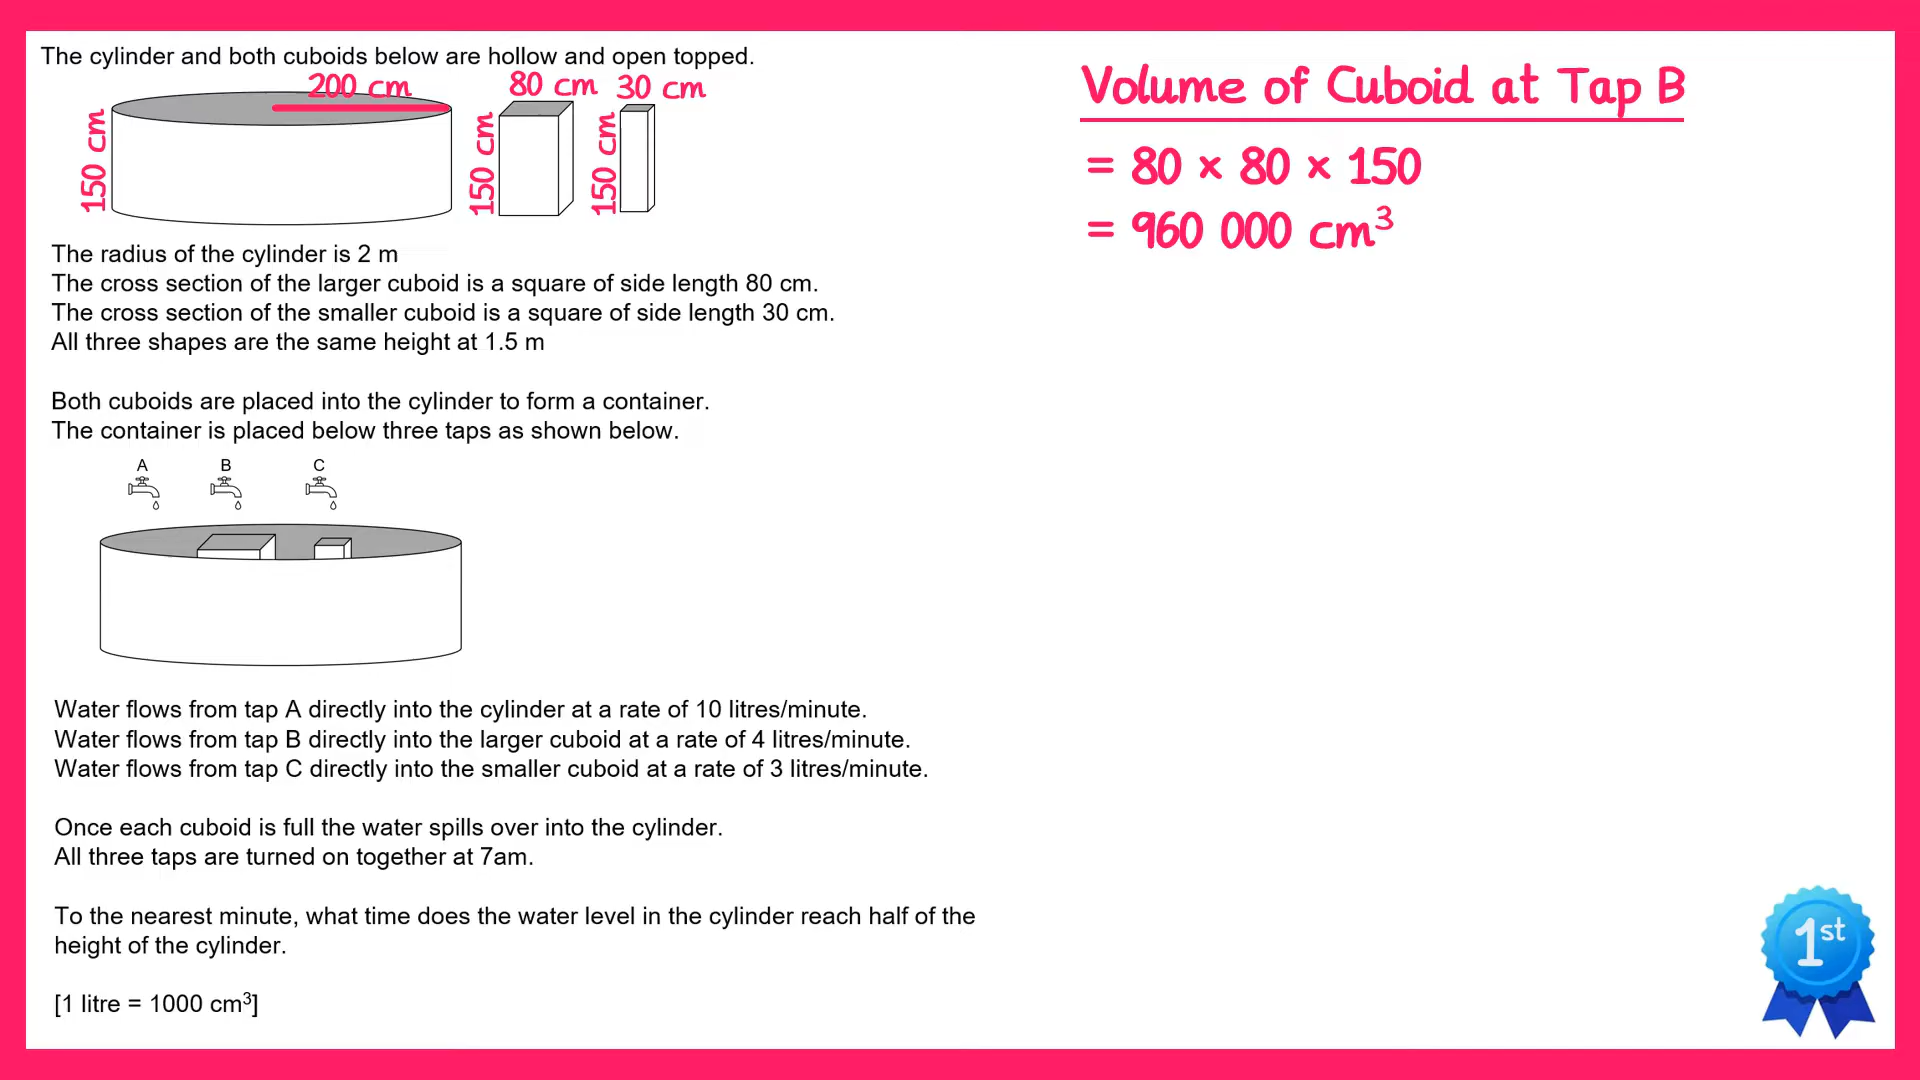 The cylinder and both cuboids below are hollow and open topped.
200 cm
80 cm
30 cm
150 cm
150 cm
150 cm
The radius of the cylinder is 2 m
The cross section of the larger cuboid is a square of side length 80 cm.
The cross section of the smaller cuboid is a square of side length 30 cm.
All three shapes are the same height at 1.5 m
Both cuboids are placed into the cylinder to form a container.
The container is placed below three taps as shown below.
A
B
C
Water flows from tap A directly into the cylinder at a rate of 10 litres/minute.
Water flows from tap B directly into the larger cuboid at a rate of 4 litres/minute.
Water flows from tap C directly into the smaller cuboid at a rate of 3 litres/minute.
Once each cuboid is full the water spills over into the cylinder.
All three taps are turned on together at 7am.
To the nearest minute, what time does the water level in the cylinder reach half of the
height of the cylinder.
[1 litre = 1000 cm³]
Volume of Cuboid at Tap B
= 80 × 80 × 150
= 960 000 cm³
1st